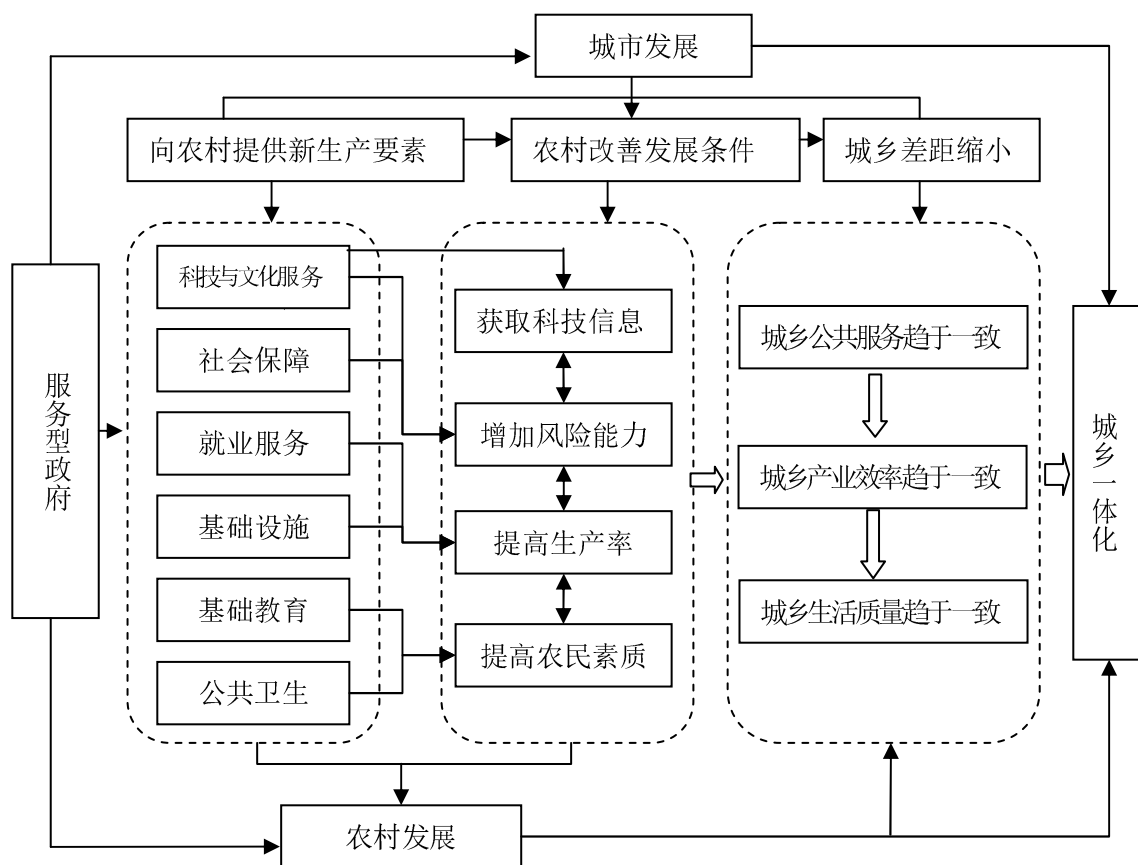 城市发展
向农村提供新生产要素
农村改善发展条件
城乡差距缩小
服务型政府
科技与文化服务
社会保障
就业服务
基础设施
基础教育
公共卫生
获取科技信息
增加风险能力
提高生产率
提高农民素质
城乡公共服务趋于一致
城乡产业效率趋于一致
城乡生活质量趋于一致
城乡一体化
农村发展